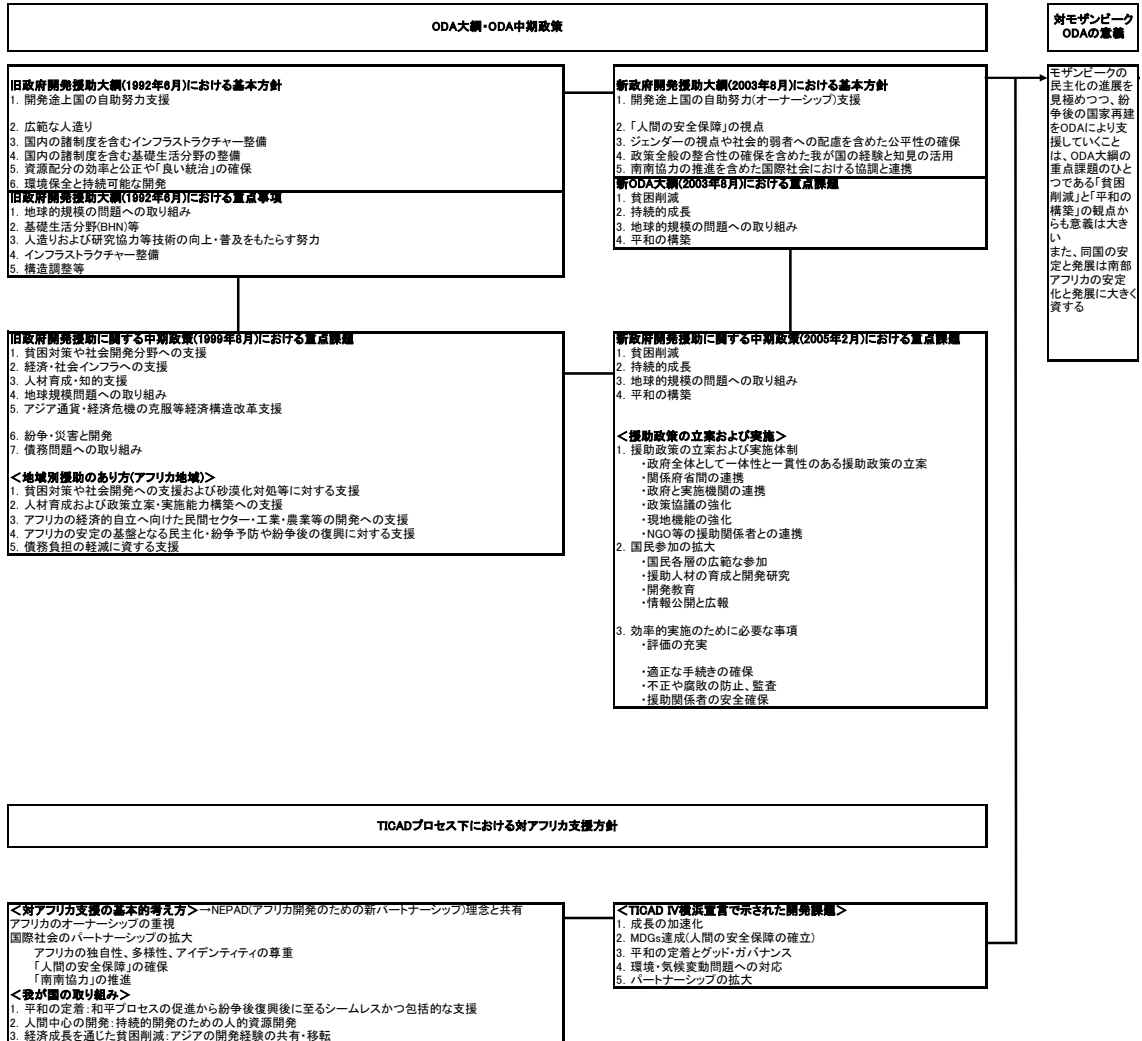 ODA大綱・ODA中期政策
対モザンビーク
ODAの意義
旧政府開発援助大綱(1992年6月)における基本方針
1. 開発途上国の自助努力支援
2. 広範な人造り
3. 国内の諸制度を含むインフラストラクチャー整備
4. 国内の諸制度を含む基礎生活分野の整備
5. 資源配分の効率と公正や「良い統治」の確保
6. 環境保全と持続可能な開発
旧政府開発援助大綱(1992年6月)における重点事項
1. 地球的規模の問題への取り組み
2. 基礎生活分野(BHN)等
3. 人造りおよび研究協力等技術の向上・普及をもたらす努力
4. インフラストラクチャー整備
5. 構造調整等
新政府開発援助大綱(2003年8月)における基本方針
1. 開発途上国の自助努力(オーナーシップ)支援
2. 「人間の安全保障」の視点
3. ジェンダーの視点や社会的弱者への配慮を含めた公平性の確保
4. 政策全般の整合性の確保を含めた我が国の経験と知見の活用
5. 南南協力の推進を含めた国際社会における協調と連携
新ODA大綱(2003年8月)における重点課題
1. 貧困削減
2. 持続的成長
3. 地球的規模の問題への取り組み
4. 平和の構築
モザンビークの
民主化の進展を
見極めつつ、紛
争後の国家再建
をODAにより支
援していくこと
は、ODA大綱の
重点課題のひと
つである「貧困
削減」と「平和の
構築」の観点か
らも意義は大き
い
また、同国の安
定と発展は南部
アフリカの安定
化と発展に大きく
資する
旧政府開発援助に関する中期政策(1999年8月)における重点課題
1. 貧困対策や社会開発分野への支援
2. 経済・社会インフラへの支援
3. 人材育成・知的支援
4. 地球規模問題への取り組み
5. アジア通貨・経済危機の克服等経済構造改革支援
6. 紛争・災害と開発
7. 債務問題への取り組み
＜地域別援助のあり方(アフリカ地域)＞
1. 貧困対策や社会開発への支援および砂漠化対処等に対する支援
2. 人材育成および政策立案・実施能力構築への支援
3. アフリカの経済的自立へ向けた民間セクター・工業・農業等の開発への支援
4. アフリカの安定の基盤となる民主化・紛争予防や紛争後の復興に対する支援
5. 債務負担の軽減に資する支援
新政府開発援助に関する中期政策(2005年2月)における重点課題
1. 貧困削減
2. 持続的成長
3. 地球的規模の問題への取り組み
4. 平和の構築
＜援助政策の立案および実施＞
1. 援助政策の立案および実施体制
・政府全体として一体性と一貫性のある援助政策の立案
・関係府省間の連携
・政府と実施機関の連携
・政策協議の強化
・現地機能の強化
・NGO等の援助関係者との連携
2. 国民参加の拡大
・国民各層の広範な参加
・援助人材の育成と開発研究
・開発教育
・情報公開と広報
3. 効率的実施のために必要な事項
・評価の充実
・適正な手続きの確保
・不正や腐敗の防止、監査
・援助関係者の安全確保
TICADプロセス下における対アフリカ支援方針
＜対アフリカ支援の基本的考え方＞→NEPAD(アフリカ開発のための新パートナーシップ)理念と共有
アフリカのオーナーシップの重視
国際社会のパートナーシップの拡大
アフリカの独自性、多様性、アイデンティティの尊重
「人間の安全保障」の確保
「南南協力」の推進
＜我が国の取り組み＞
1. 平和の定着:和平プロセスの促進から紛争後復興後に至るシームレスかつ包括的な支援
2. 人間中心の開発:持続的開発のための人的資源開発
3. 経済成長を通じた貧困削減:アジアの開発経験の共有・移転
＜TICAD Ⅳ横浜宣言で示された開発課題＞
1. 成長の加速化
2. MDGs達成(人間の安全保障の確立)
3. 平和の定着とグッド・ガバナンス
4. 環境・気候変動問題への対応
5. パートナーシップの拡大